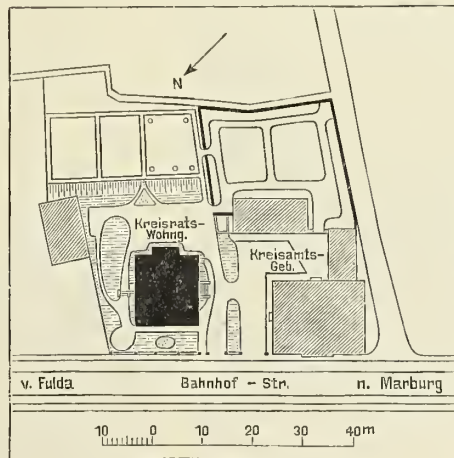 N
Kreisrats-
Wohng.
Kreisamts-
Geb.
v. Fulda Bahnhof - Str. n. Marburg
10 0 10 20 30 40m